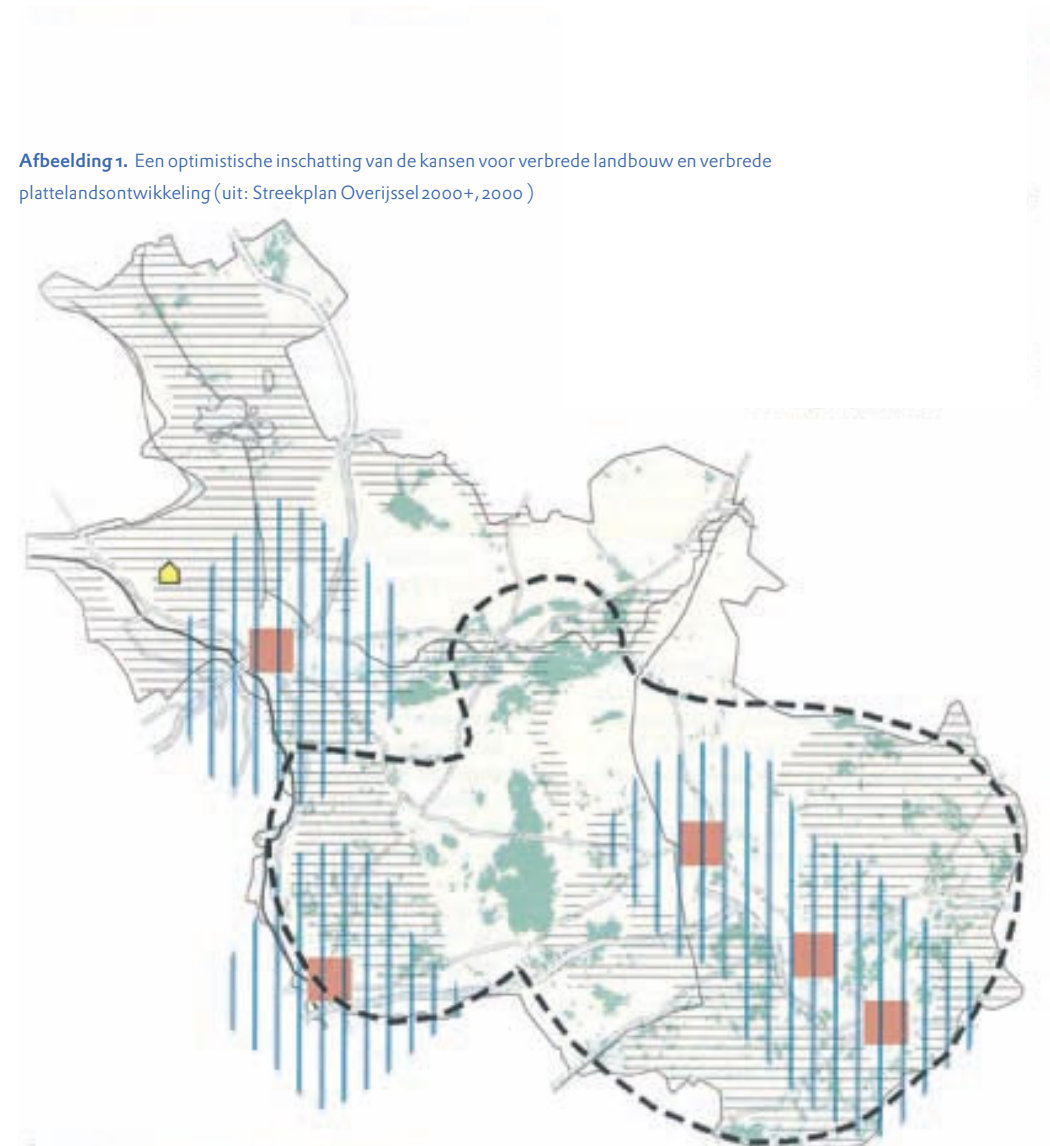 Afbeelding 1. Een optimistische inschatting van de kansen voor verbrede landbouw en verbrede
plattelandsontwikkeling (uit: Streekplan Overijssel 2000+, 2000 )